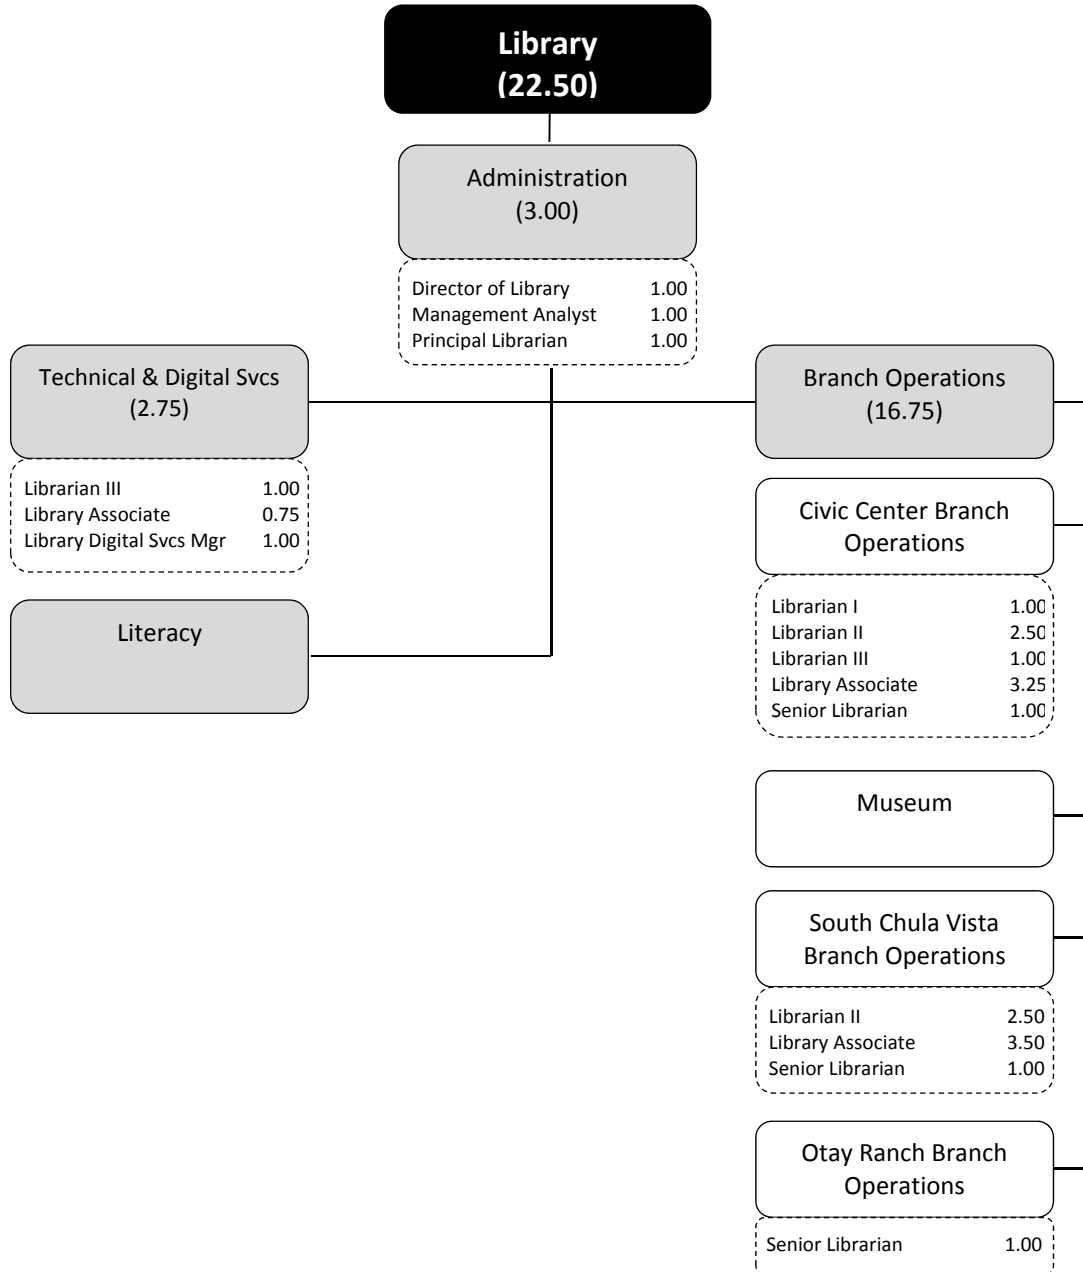 Library
(22.50)
Administration
(3.00)
Director of Library 1.00
Management Analyst 1.00
Principal Librarian 1.00
Technical & Digital Svcs
(2.75)
Librarian III 1.00
Library Associate 0.75
Library Digital Svcs Mgr 1.00
Literacy
Branch Operations
(16.75)
Civic Center Branch
Operations
Librarian I 1.00
Librarian II 2.50
Librarian III 1.00
Library Associate 3.25
Senior Librarian 1.00
Museum
South Chula Vista
Branch Operations
Librarian II 2.50
Library Associate 3.50
Senior Librarian 1.00
Otay Ranch Branch
Operations
Senior Librarian 1.00